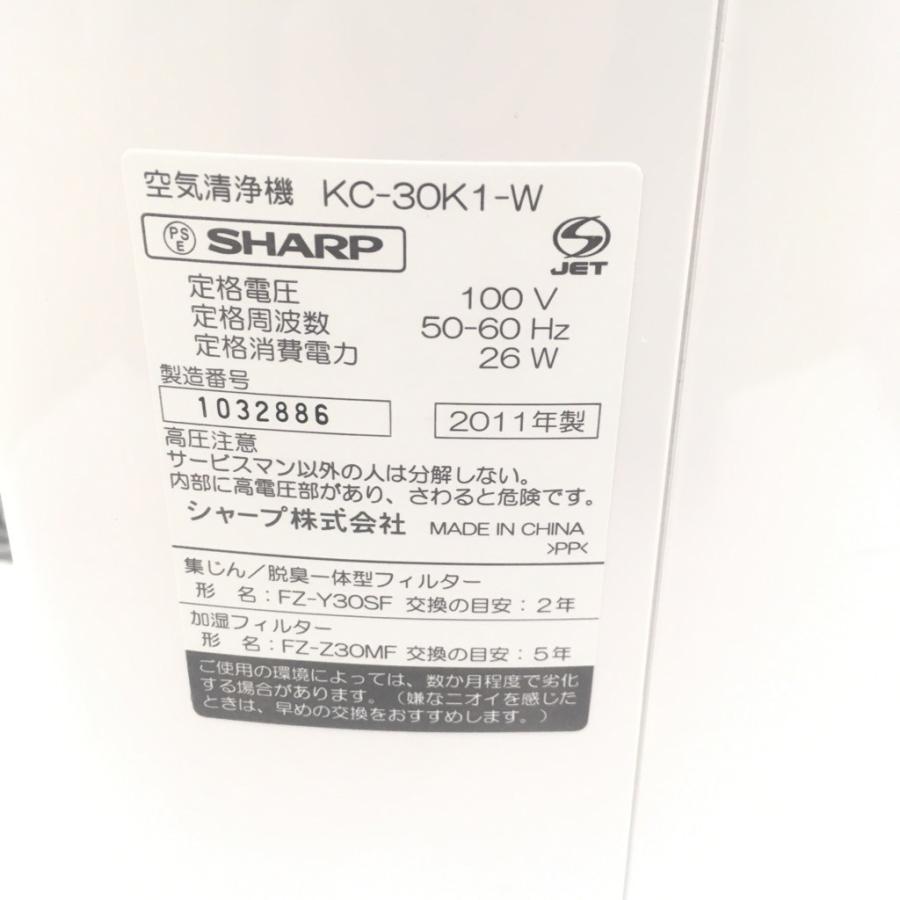 空気清浄機 KC-30K1-W
PS E SHARP
JET
定格電圧 100 V
定格周波数 50-60 Hz
定格消費電力 26 W
製造番号
1032886 2011年製
高圧注意
サービスマン以外の人は分解しない。
内部に高電圧部があり、さわると危険です。
シャープ株式会社 MADE IN CHINA
>PP<
集じん/脱臭一体型フィルター
形 名:FZ-Y30SF 交換の目安:2年
加湿フィルター
形 名:FZ-Z30MF 交換の目安:5年
ご使用の環境によっては、数か月程度で劣化
する場合があります。(嫌なニオイを感じた
ときは、早めの交換をおすすめします。)